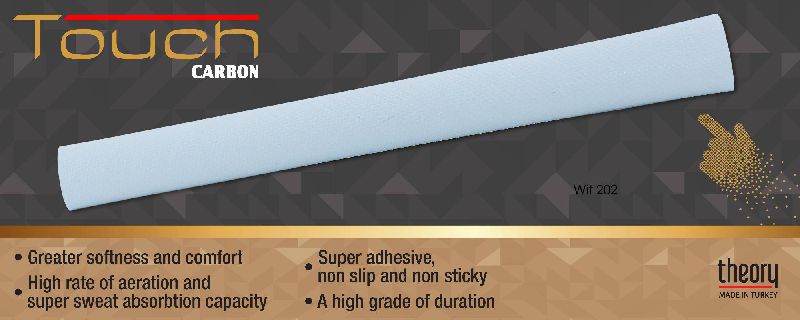 Touch
CARBON
Wit 202
• Greater softness and comfort
• High rate of aeration and
super sweat absorbtion capacity
• Super adhesive,
non slip and non sticky
• A high grade of duration
theory
MADE IN TURKEY